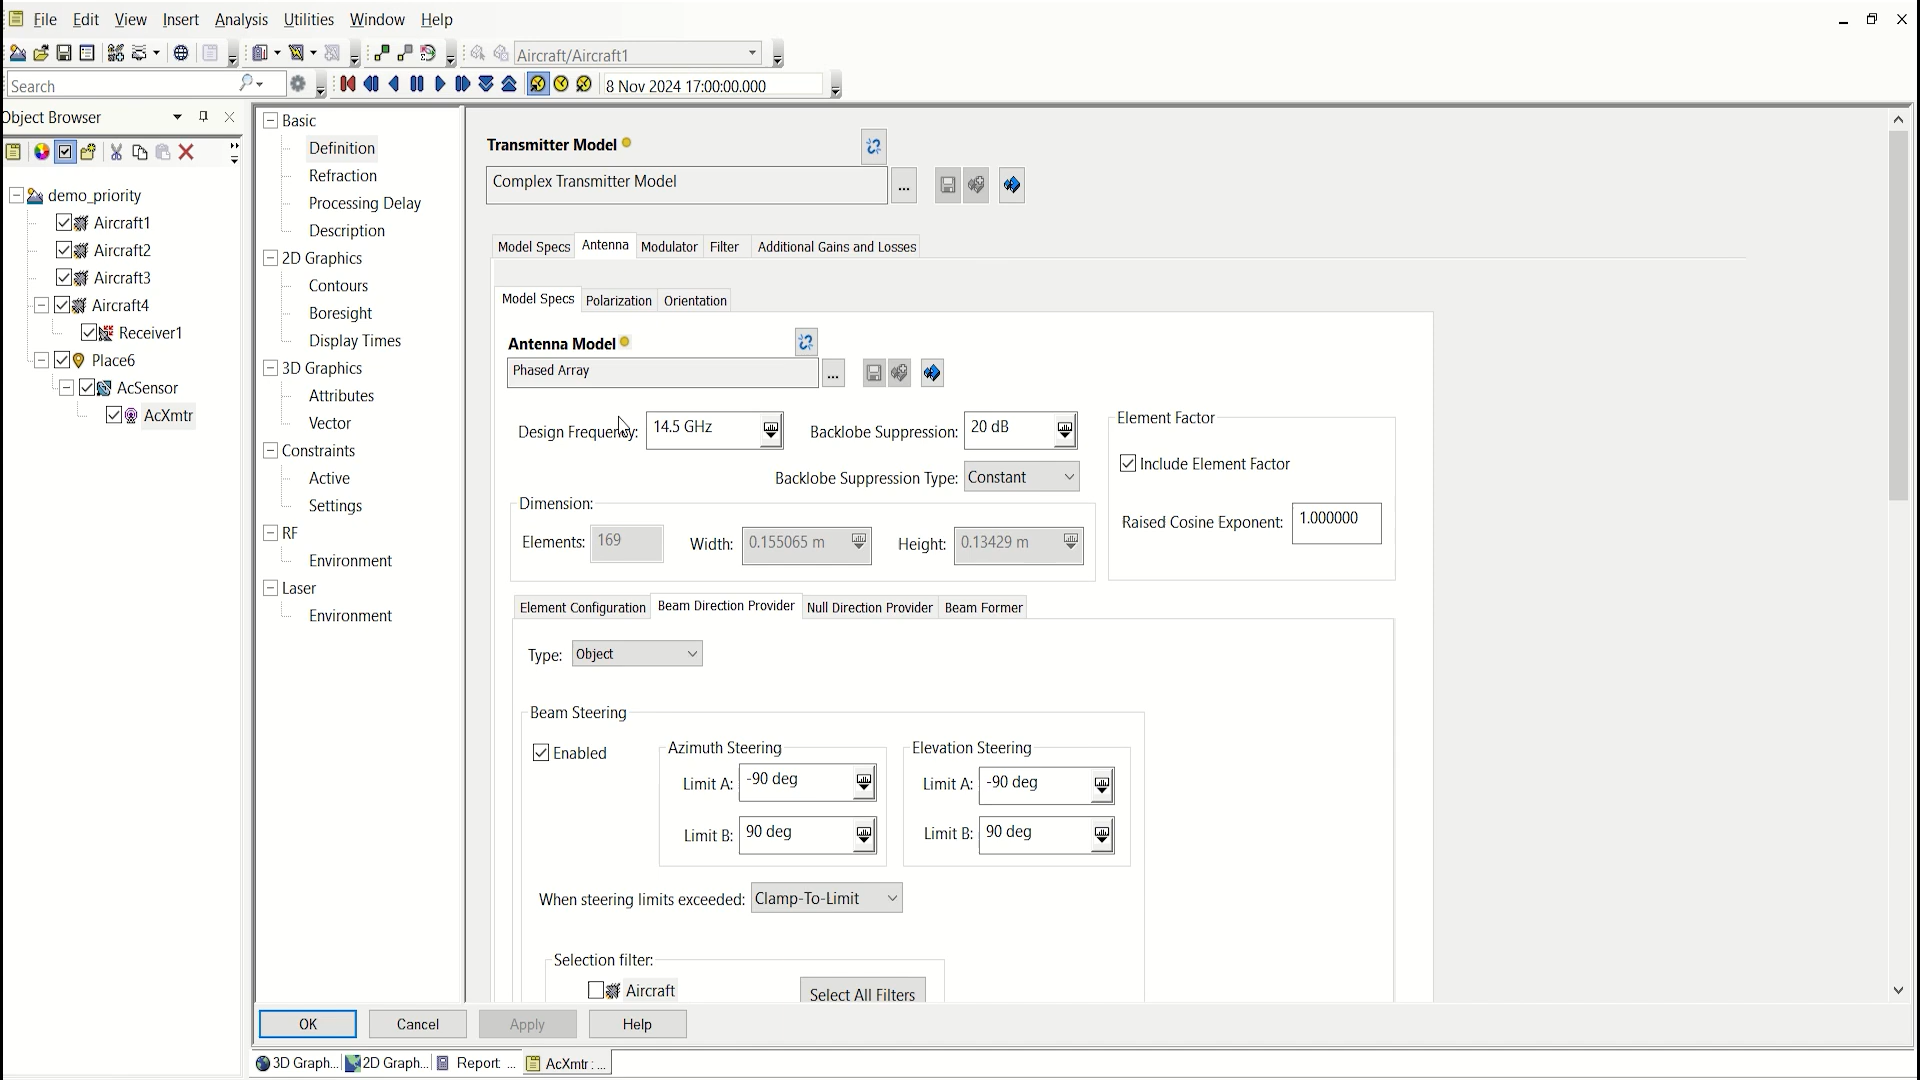 File Edit View Insert Analysis Utilities Window Help
Aircraft/Aircraft1
Search 8 Nov 2024 17:00:00.000
Object Browser
demo_priority
Aircraft1
Aircraft2
Aircraft3
Aircraft4
Receiver1
Place6
AcSensor
AcXmtr
Basic
Definition
Refraction
Processing Delay
Description
2D Graphics
Contours
Boresight
Display Times
3D Graphics
Attributes
Vector
Constraints
Active
Settings
RF
Environment
Laser
Environment
Transmitter Model
Complex Transmitter Model ...
Model Specs Antenna Modulator Filter Additional Gains and Losses
Model Specs Polarization Orientation
Antenna Model
Phased Array ...
Design Frequency: 14.5 GHz Backlobe Suppression: 20 dB
Backlobe Suppression Type: Constant
Element Factor
Include Element Factor
Raised Cosine Exponent: 1.000000
Dimension:
Elements: 169 Width: 0.155065 m Height: 0.13429 m
Element Configuration Beam Direction Provider Null Direction Provider Beam Former
Type: Object
Beam Steering
Enabled
Azimuth Steering
Limit A: -90 deg
Limit B: 90 deg
Elevation Steering
Limit A: -90 deg
Limit B: 90 deg
When steering limits exceeded: Clamp-To-Limit
Selection filter:
Aircraft Select All Filters
OK Cancel Apply Help
3D Graph... 2D Graph... Report ... AcXmtr : ...